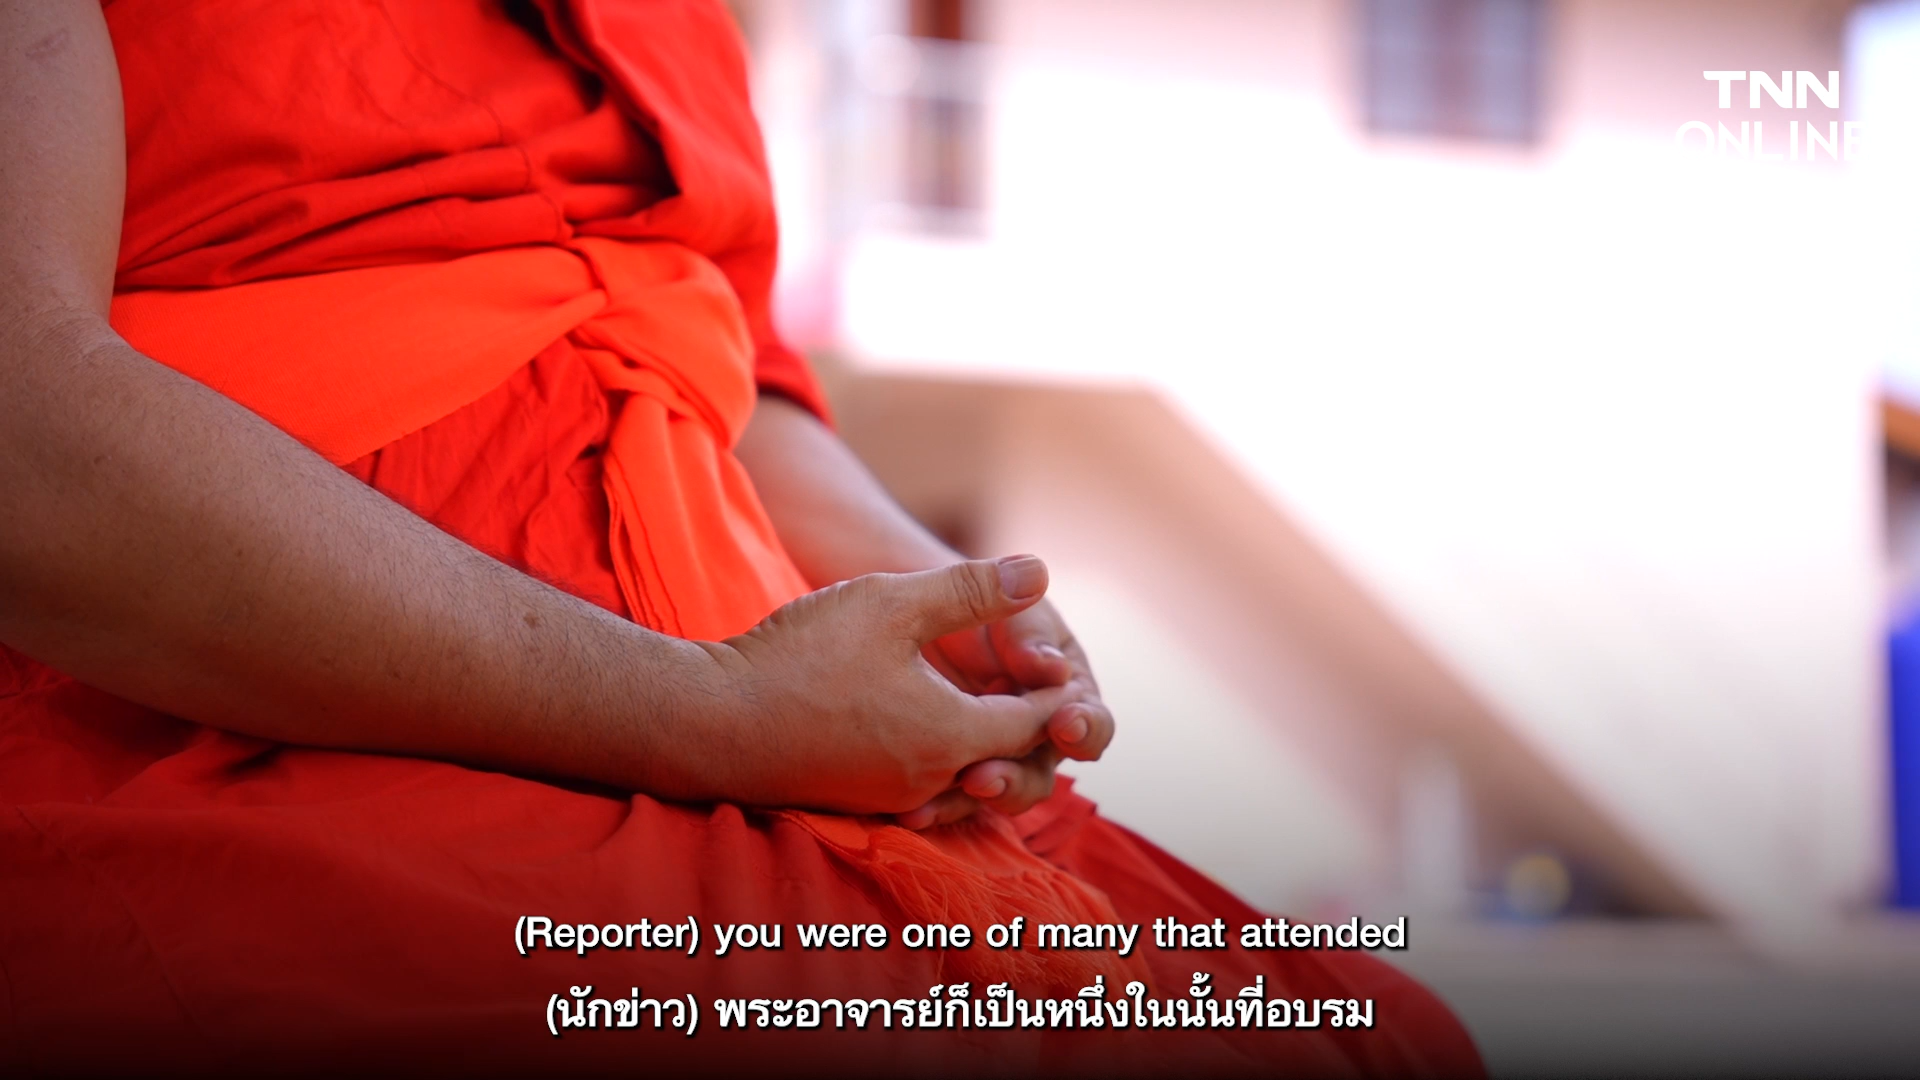 TNN
ONLINE
(Reporter) you were one of many that attended
(นักข่าว) พระอาจารย์ก็เป็นหนึ่งในนั้นที่อบรม